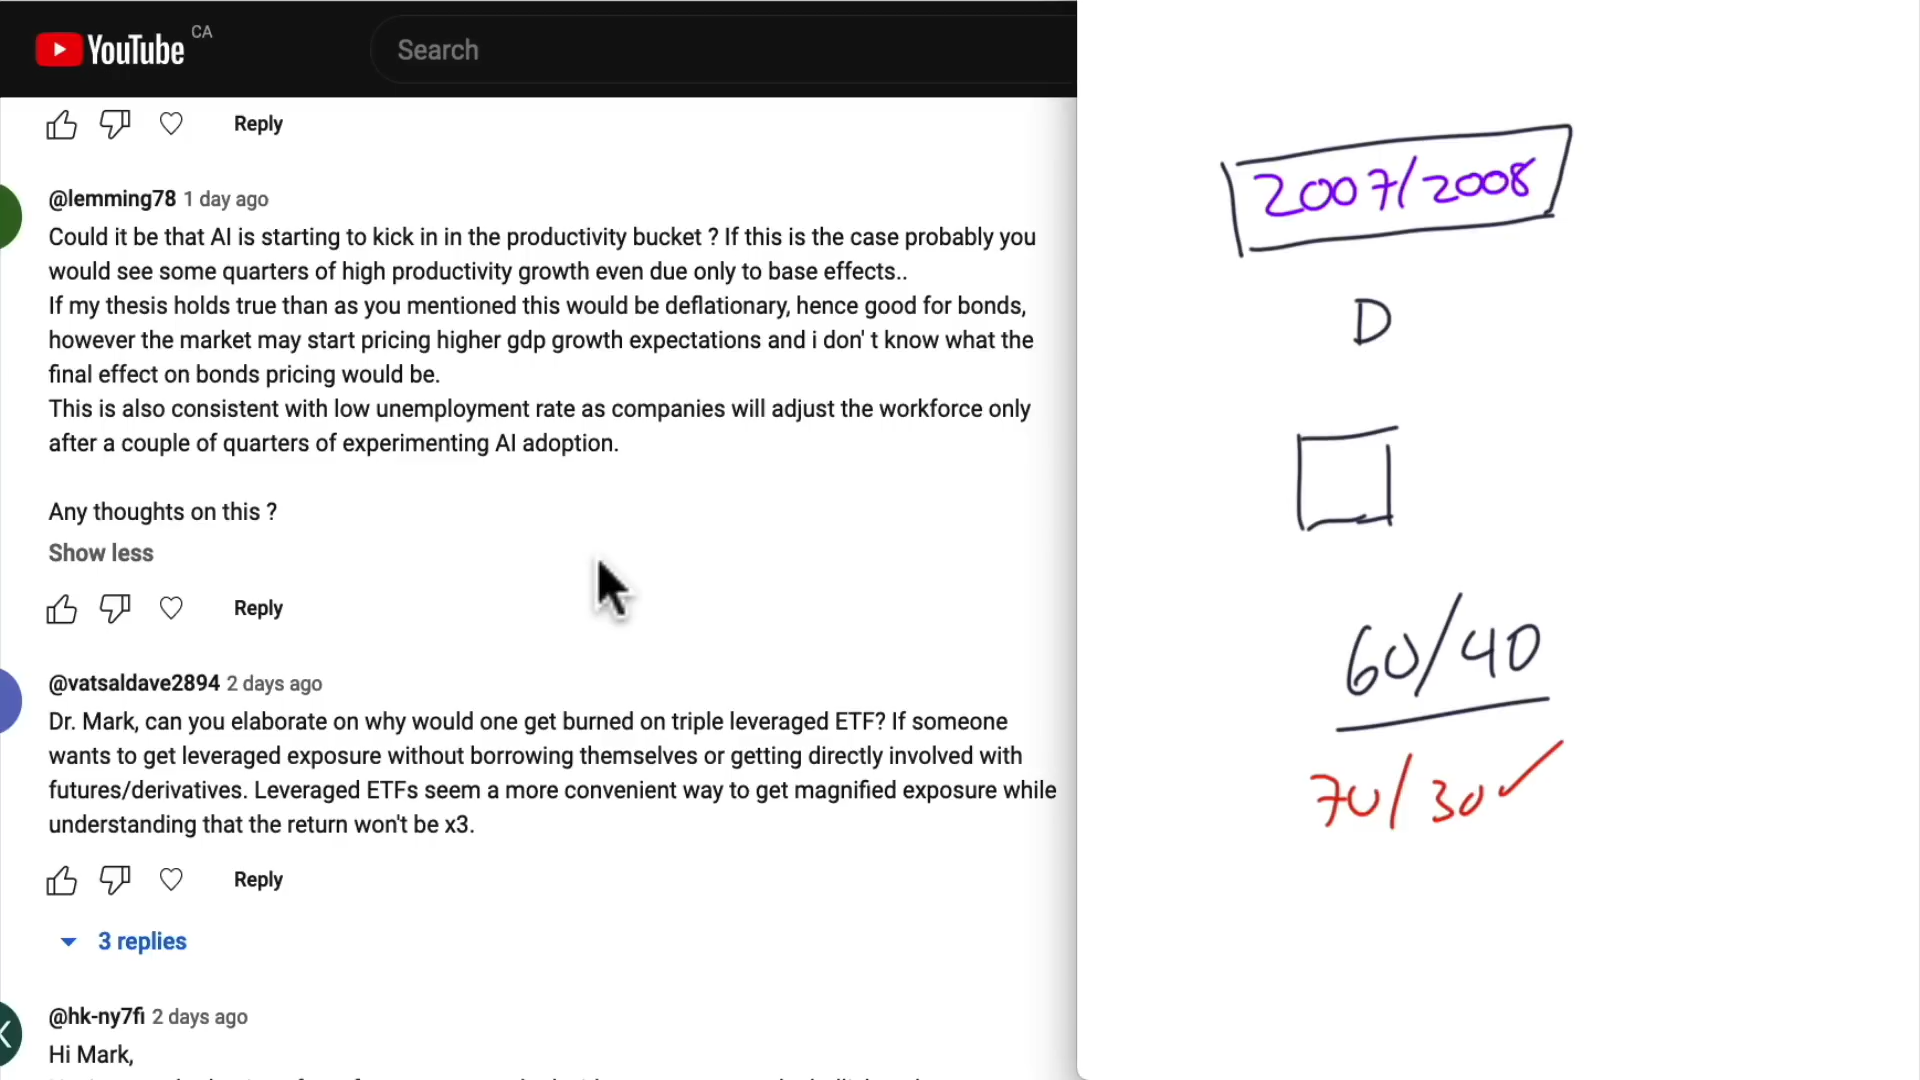 YouTube CA
Search
Reply
@lemming78 1 day ago
Could it be that AI is starting to kick in in the productivity bucket ? If this is the case probably you
would see some quarters of high productivity growth even due only to base effects..
If my thesis holds true than as you mentioned this would be deflationary, hence good for bonds,
however the market may start pricing higher gdp growth expectations and i don' t know what the
final effect on bonds pricing would be.
This is also consistent with low unemployment rate as companies will adjust the workforce only
after a couple of quarters of experimenting AI adoption.
Any thoughts on this ?
Show less
Reply
@vatsaldave2894 2 days ago
Dr. Mark, can you elaborate on why would one get burned on triple leveraged ETF? If someone
wants to get leveraged exposure without borrowing themselves or getting directly involved with
futures/derivatives. Leveraged ETFs seem a more convenient way to get magnified exposure while
understanding that the return won't be x3.
Reply
3 replies
@hk-ny7fi 2 days ago
Hi Mark,
2007/2008
D
60/40
70/30